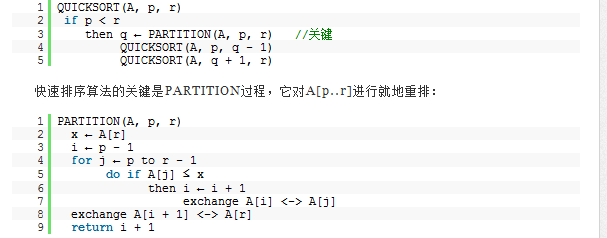 1 QUICKSORT(A, p, r)
2 if p < r
3 then q ← PARTITION(A, p, r) //关键
4 QUICKSORT(A, p, q - 1)
5 QUICKSORT(A, q + 1, r)
快速排序算法的关键是PARTITION过程，它对A[p..r]进行就地重排：
1 PARTITION(A, p, r)
2 x ← A[r]
3 i ← p - 1
4 for j ← p to r - 1
5 do if A[j] ≤ x
6 then i ← i + 1
7 exchange A[i] <-> A[j]
8 exchange A[i + 1] <-> A[r]
9 return i + 1